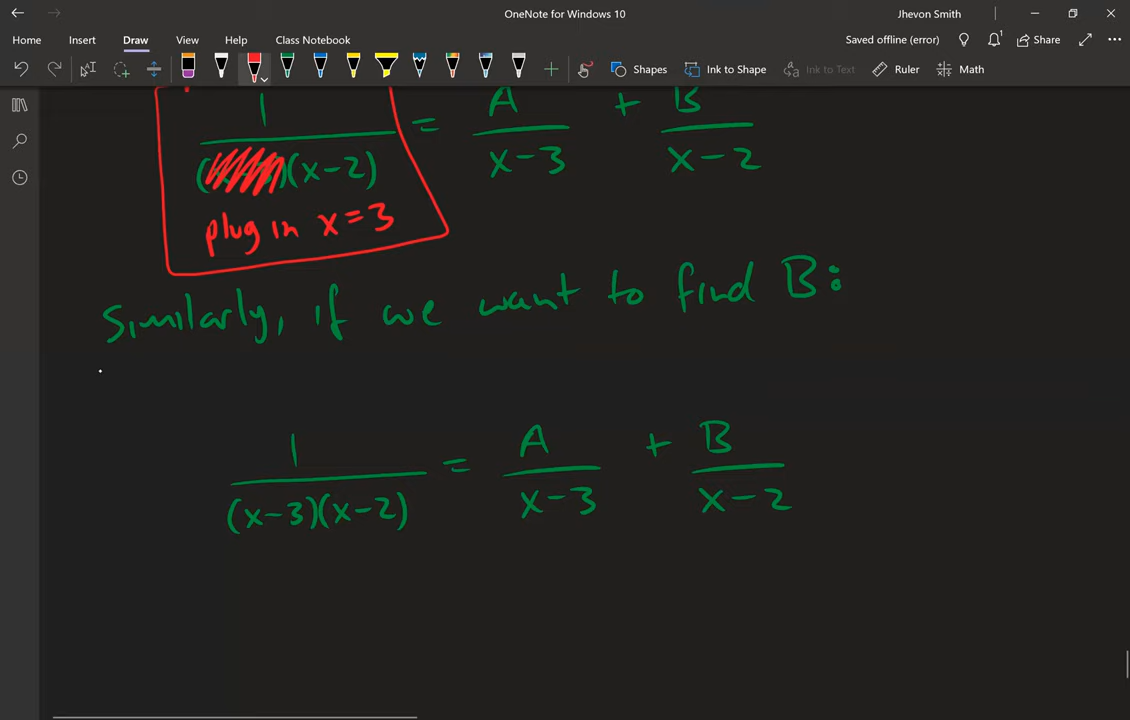 OneNote for Windows 10
Jhevon Smith
Home Insert Draw View Help Class Notebook
Saved offline (error)
1
Share
Shapes
Ink to Shape
Ink to Text
Ruler
Math
1 = A + B
( )(x-2) x-3 x-2
plug in x=3
Similarly, if we want to find B:
1 = A + B
(x-3)(x-2) x-3 x-2